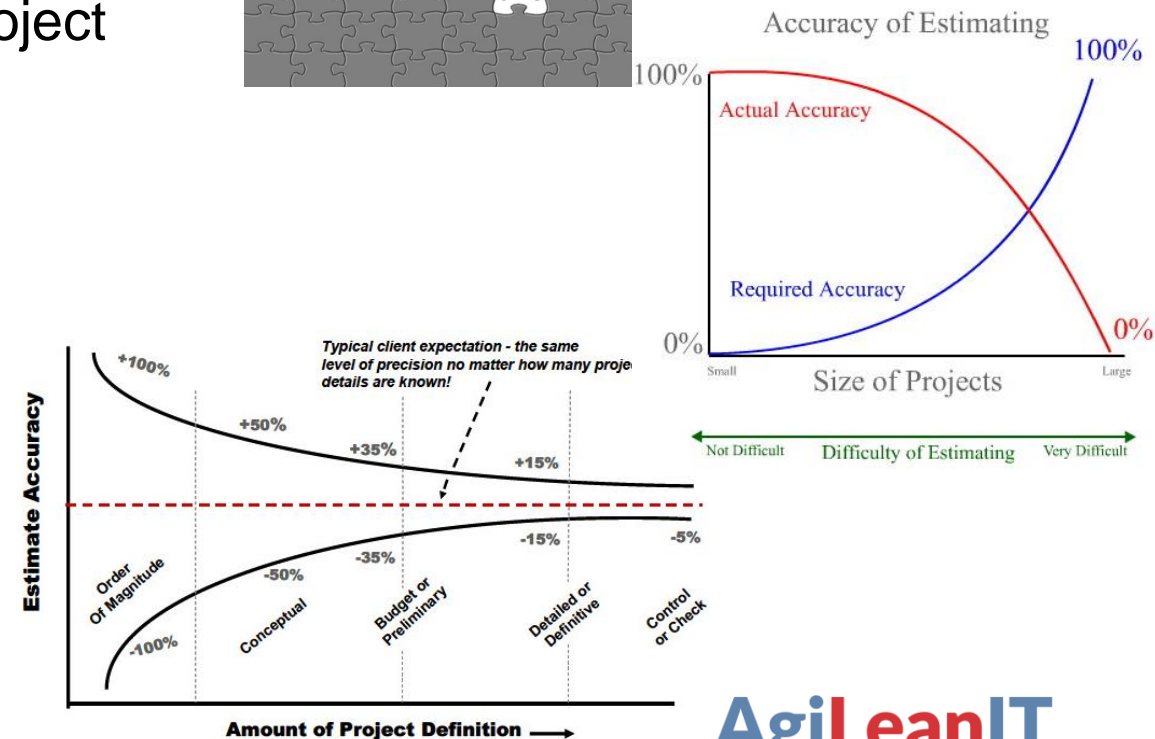 oject
Accuracy of Estimating
100%
100%
Actual Accuracy
Required Accuracy
0%
0%
Small
Large
Size of Projects
Not Difficult
Difficulty of Estimating
Very Difficult
Typical client expectation - the same
level of precision no matter how many proje
details are known!
+100%
+50%
+35%
+15%
Estimate Accuracy
-100%
-50%
-35%
-15%
-5%
Order
Of Magnitude
Conceptual
Budget or
Preliminary
Detailed or
Definitive
Control
or Check
Amount of Project Definition
AgiLeanIT